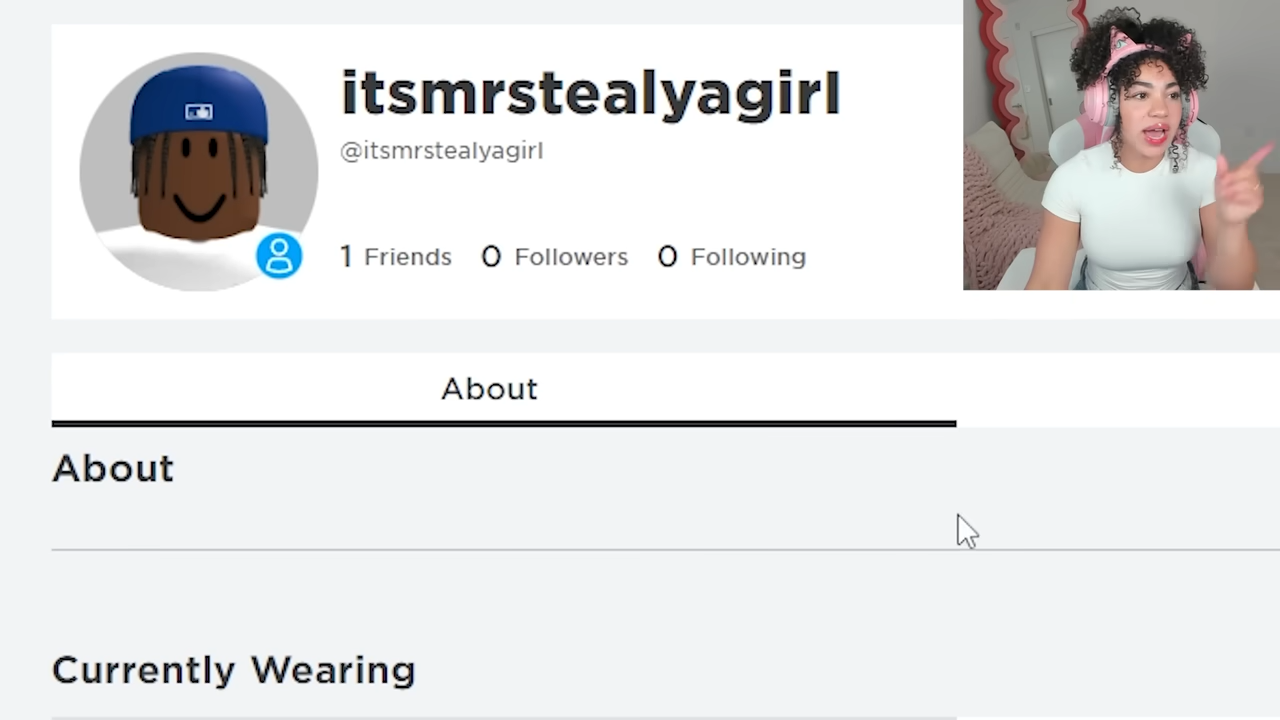 itsmrstealyagirl
@itsmrstealyagirl
1 Friends 0 Followers 0 Following
About
About
Currently Wearing